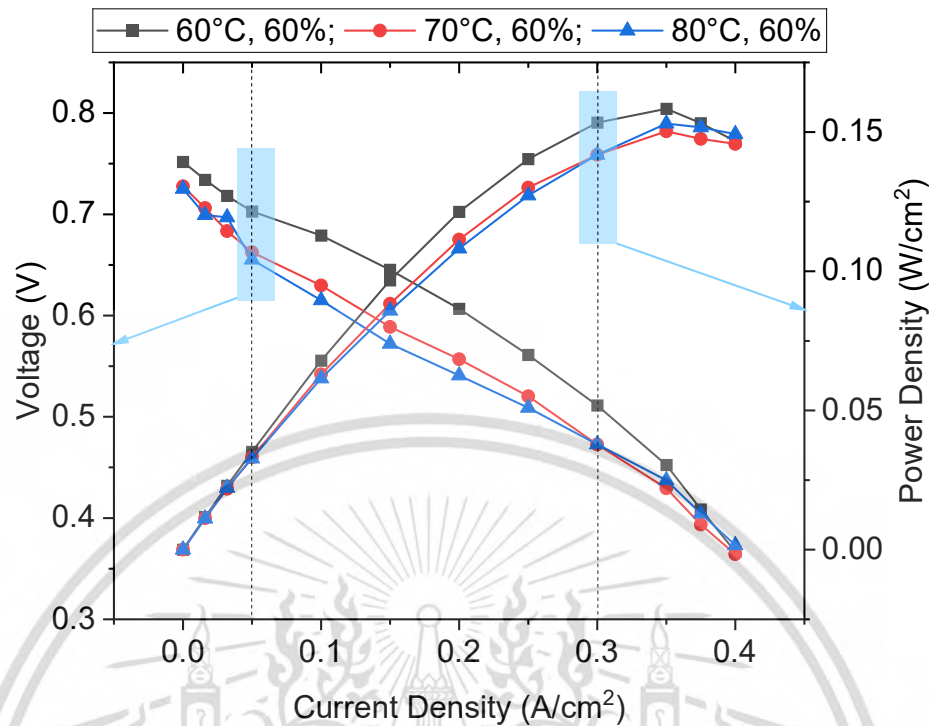 60°C, 60%; 70°C, 60%; 80°C, 60%
0.8
0.7
0.6
0.5
0.4
0.3
Voltage (V)
0.15
0.10
0.05
0.00
Power Density (W/cm²)
0.0 0.1 0.2 0.3 0.4
Current Density (A/cm²)